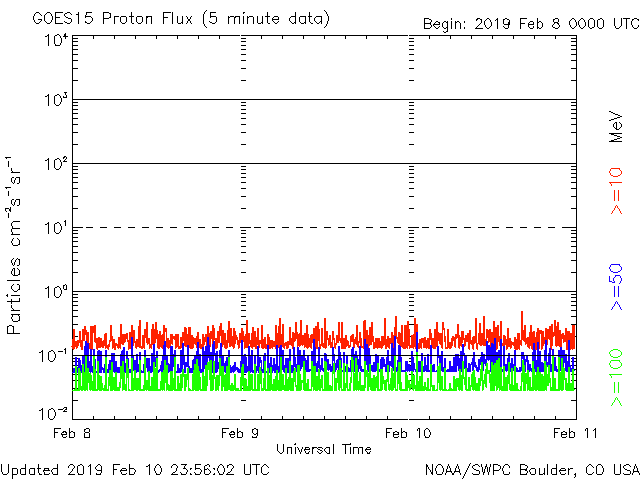 GOES15 Proton Flux (5 minute data)
Begin: 2019 Feb 8 0000 UTC
Particles cm⁻²s⁻¹sr⁻¹
10⁴
10³
10²
10¹
10⁰
10⁻¹
10⁻²
MeV
>=10
>=50
>=100
Feb 8
Feb 9
Feb 10
Feb 11
Universal Time
Updated 2019 Feb 10 23:56:02 UTC
NOAA/SWPC Boulder, CO USA